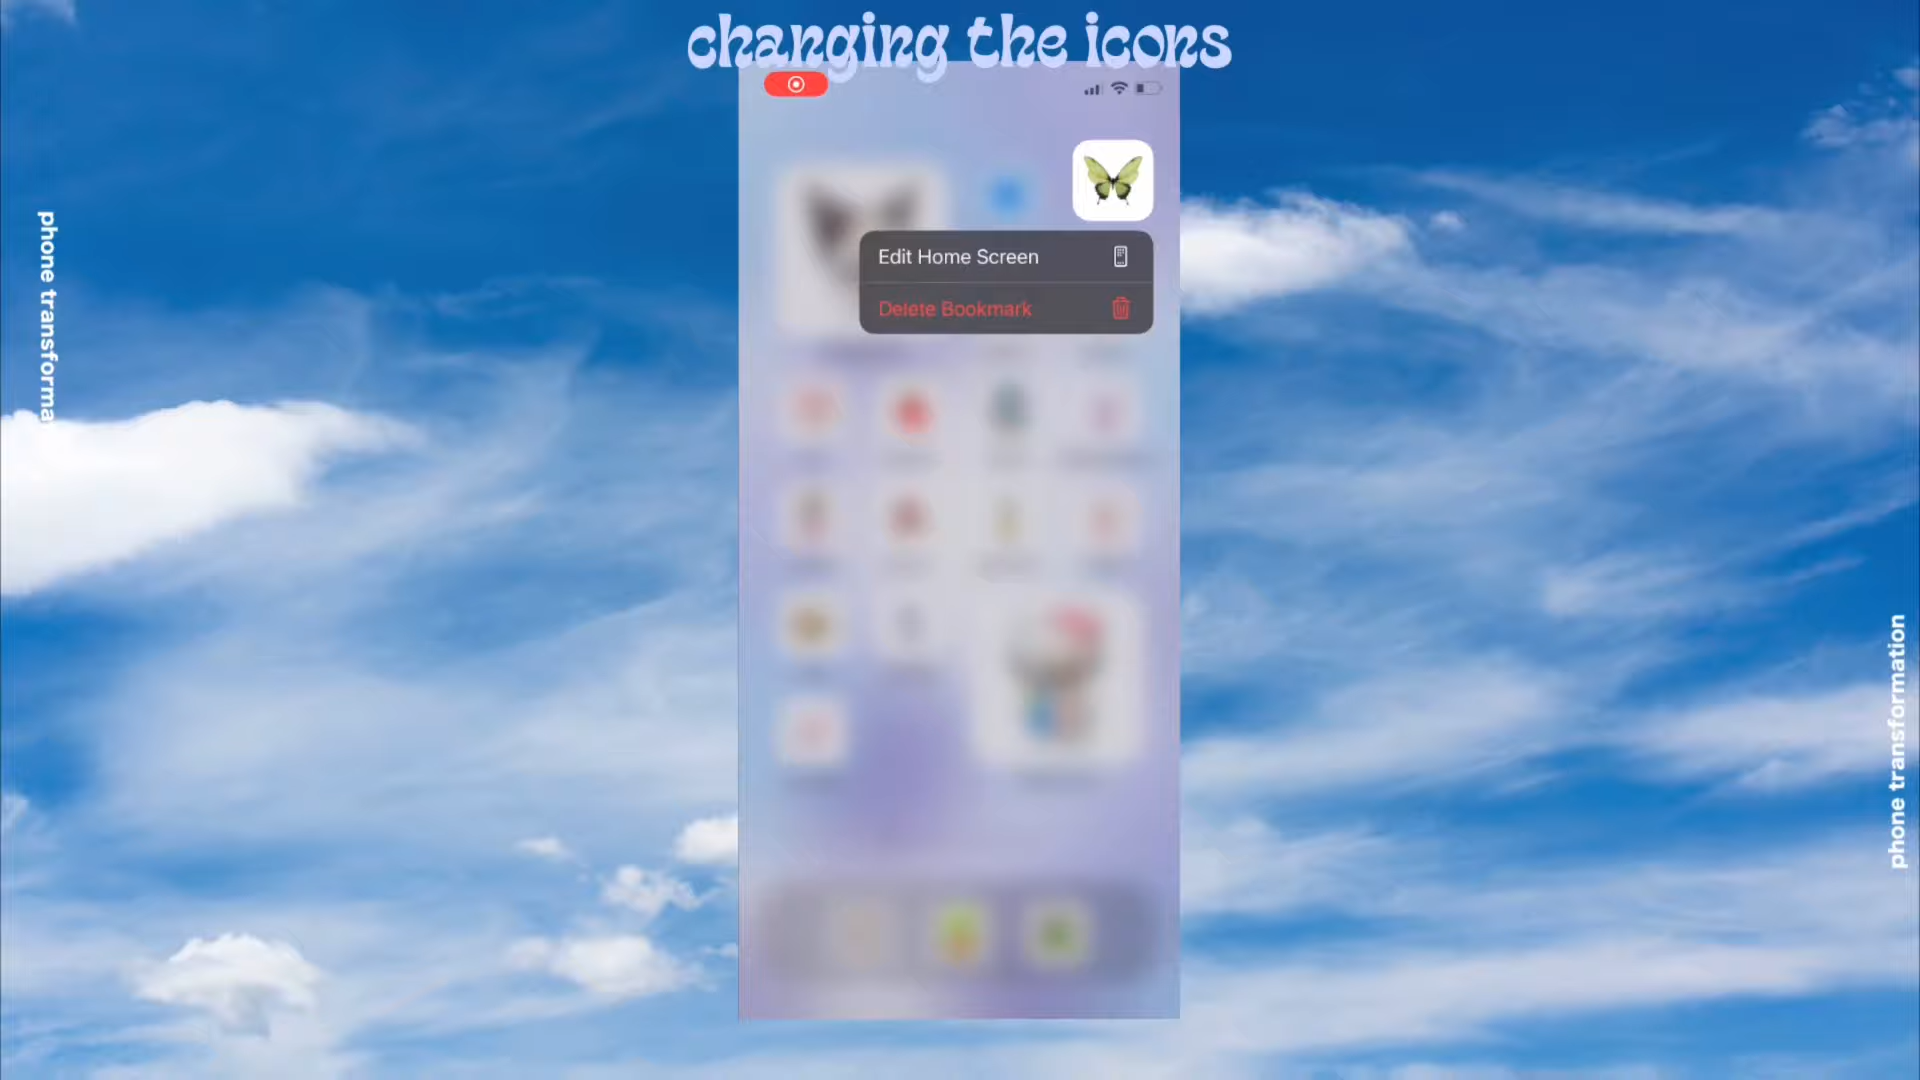 changing the icons
Edit Home Screen
Delete Bookmark
phone transforma
phone transformation